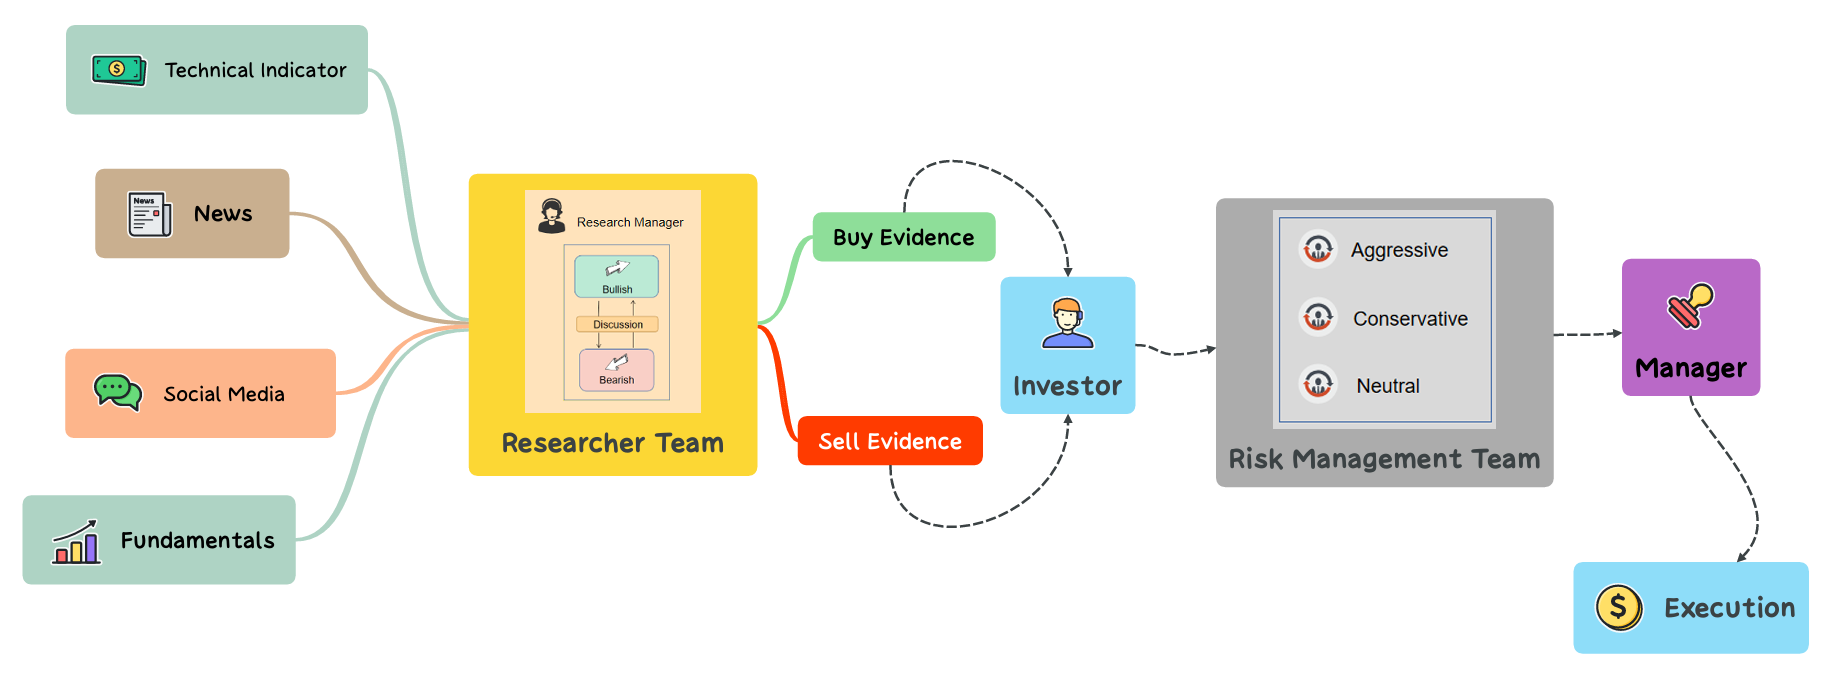 Technical Indicator
News
News
Social Media
Fundamentals
Research Manager
Bullish
Discussion
Bearish
Researcher Team
Buy Evidence
Sell Evidence
Investor
Aggressive
Conservative
Neutral
Risk Management Team
Manager
$
Execution